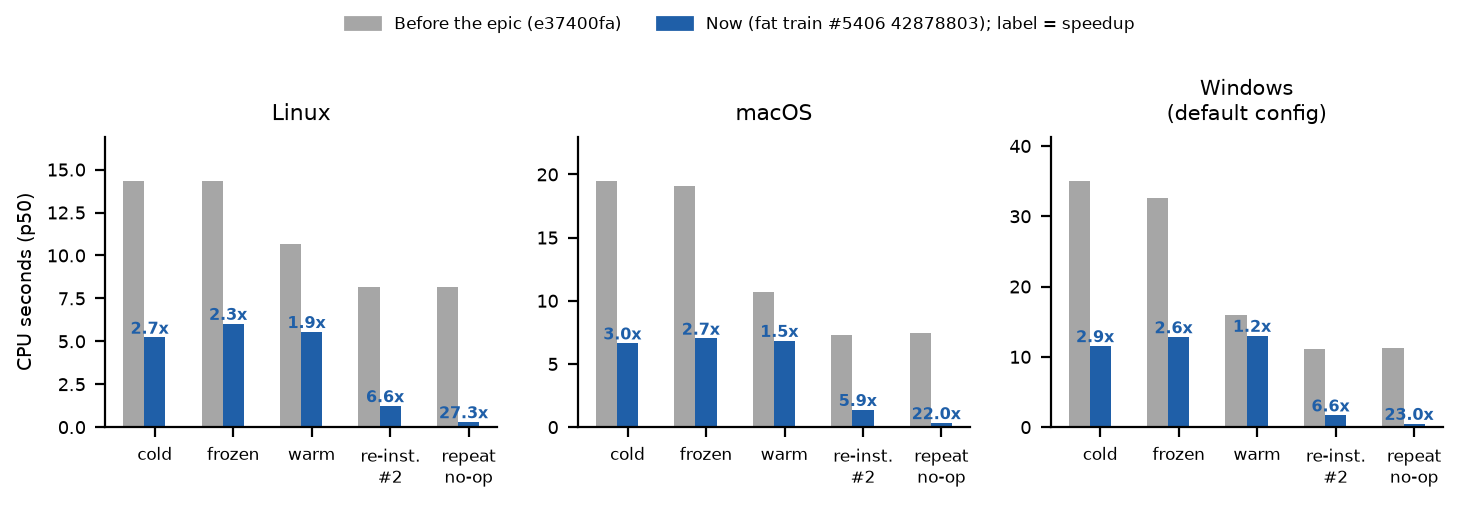 Before the epic (e37400fa)
Now (fat train #5406 42878803); label = speedup
Linux
CPU seconds (p50)
15.0
12.5
10.0
7.5
5.0
2.5
0.0
2.7x
2.3x
1.9x
6.6x
27.3x
cold
frozen
warm
re-inst.
#2
repeat
no-op
macOS
20
15
10
5
0
3.0x
2.7x
1.5x
5.9x
22.0x
cold
frozen
warm
re-inst.
#2
repeat
no-op
Windows
(default config)
40
30
20
10
0
2.9x
2.6x
1.2x
6.6x
23.0x
cold
frozen
warm
re-inst.
#2
repeat
no-op